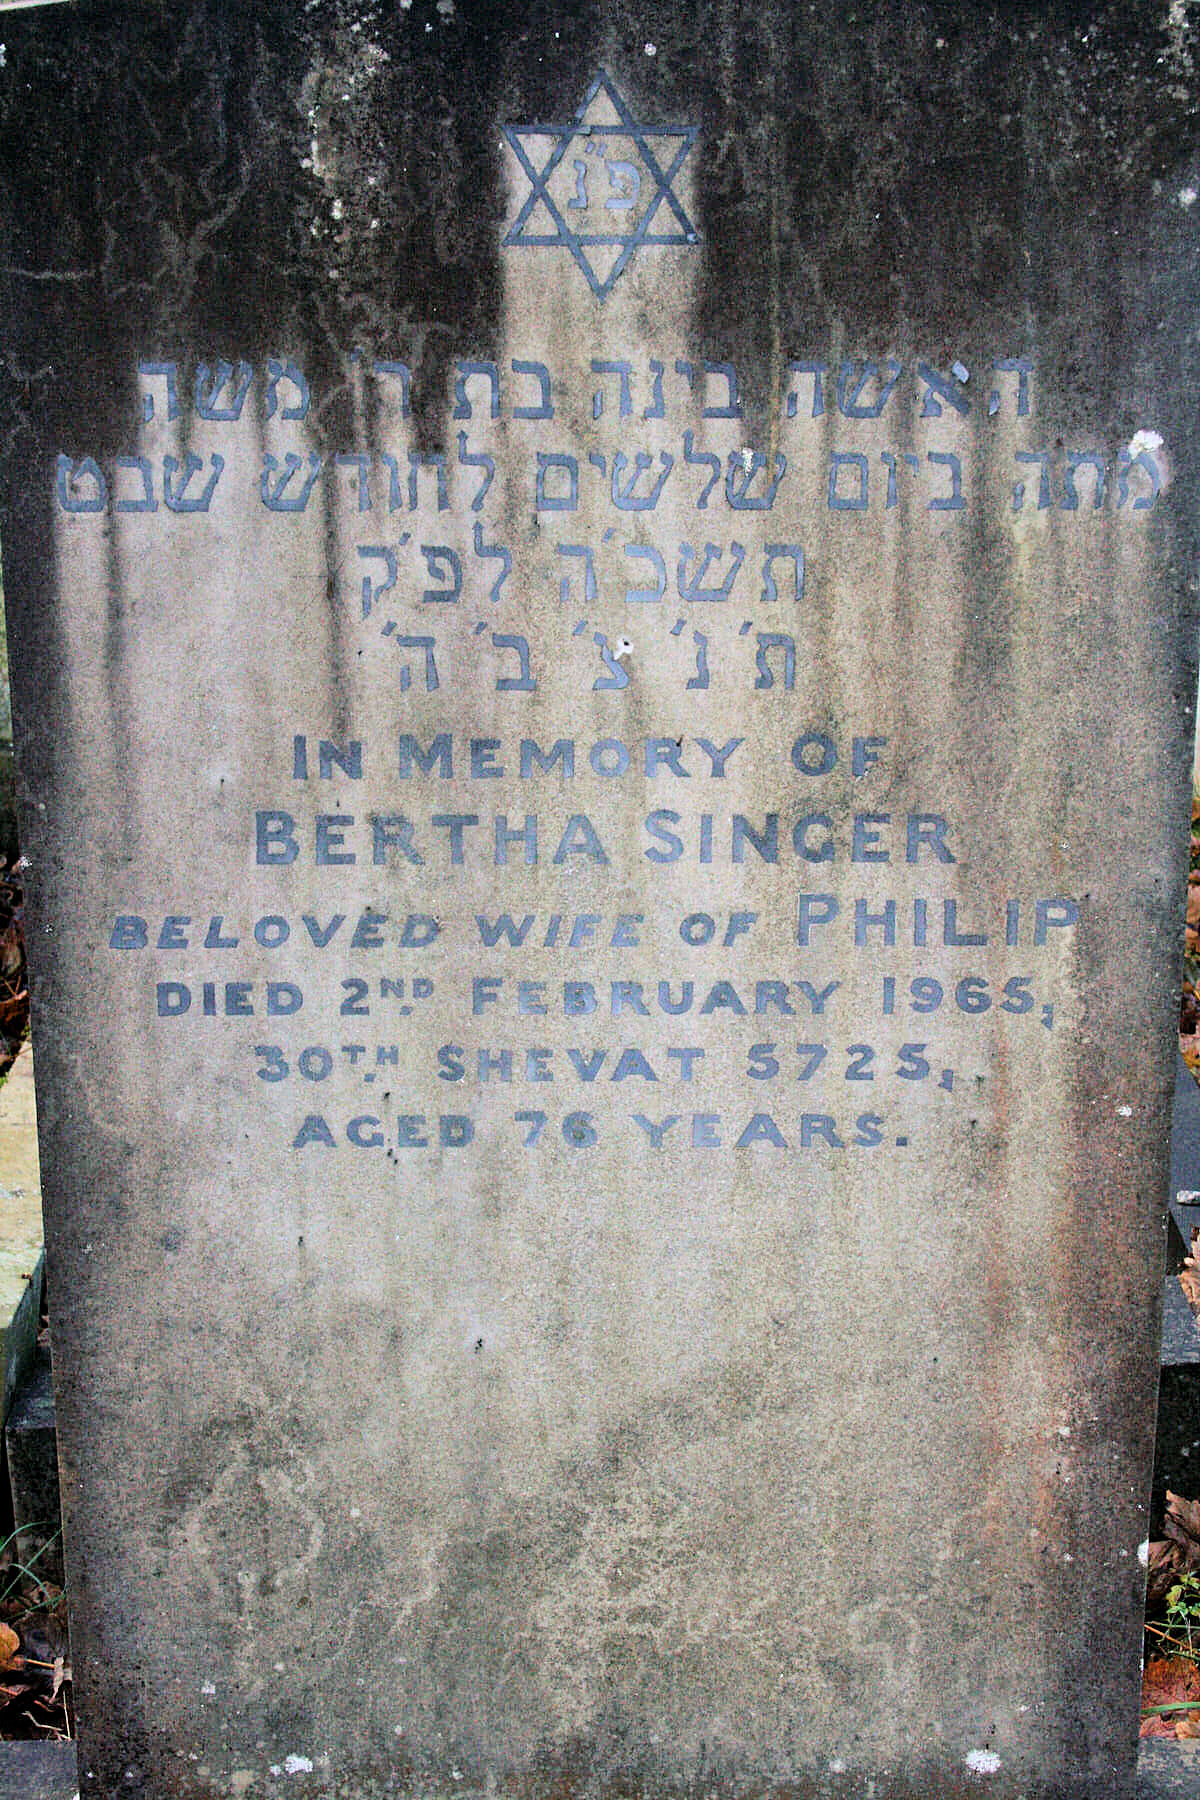 פ"נ
האשה בינה בת ר' משה
מתה ביום שלשים לחודש שבט
תשכ'ה לפ'ק
ת' נ' צ' ב' ה'
IN MEMORY OF
BERTHA SINGER
BELOVED WIFE OF PHILIP
DIED 2ND FEBRUARY 1965,
30TH SHEVAT 5725,
AGED 76 YEARS.